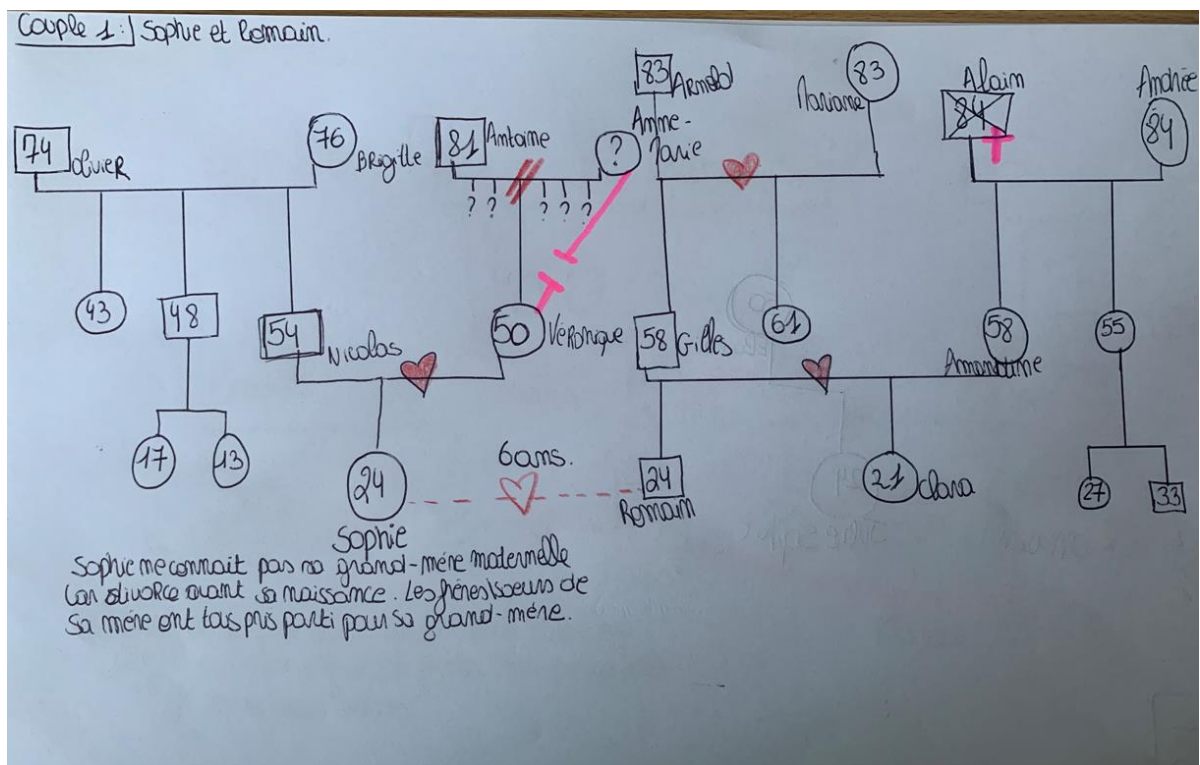 Couple 1: Sophie et Romain.
83 Arnold
83
Mariane
Alain
84
Andrée
84
74 Olivier
76
Brigitte
81 Antoine
?
Anne-
Marie
? ? ? ? ?
43
48
54
Nicolas
50 Véronique
58 Gilles
61
58
Amandine
55
17
13
24
Sophie
6ans.
24
Romain
21 Clara
27
33
Sophie ne connait pas sa grand-mère maternelle
car divorce avant sa naissance. Les frères/soeurs de
sa mère ont tous pris parti pour sa grand-mère.